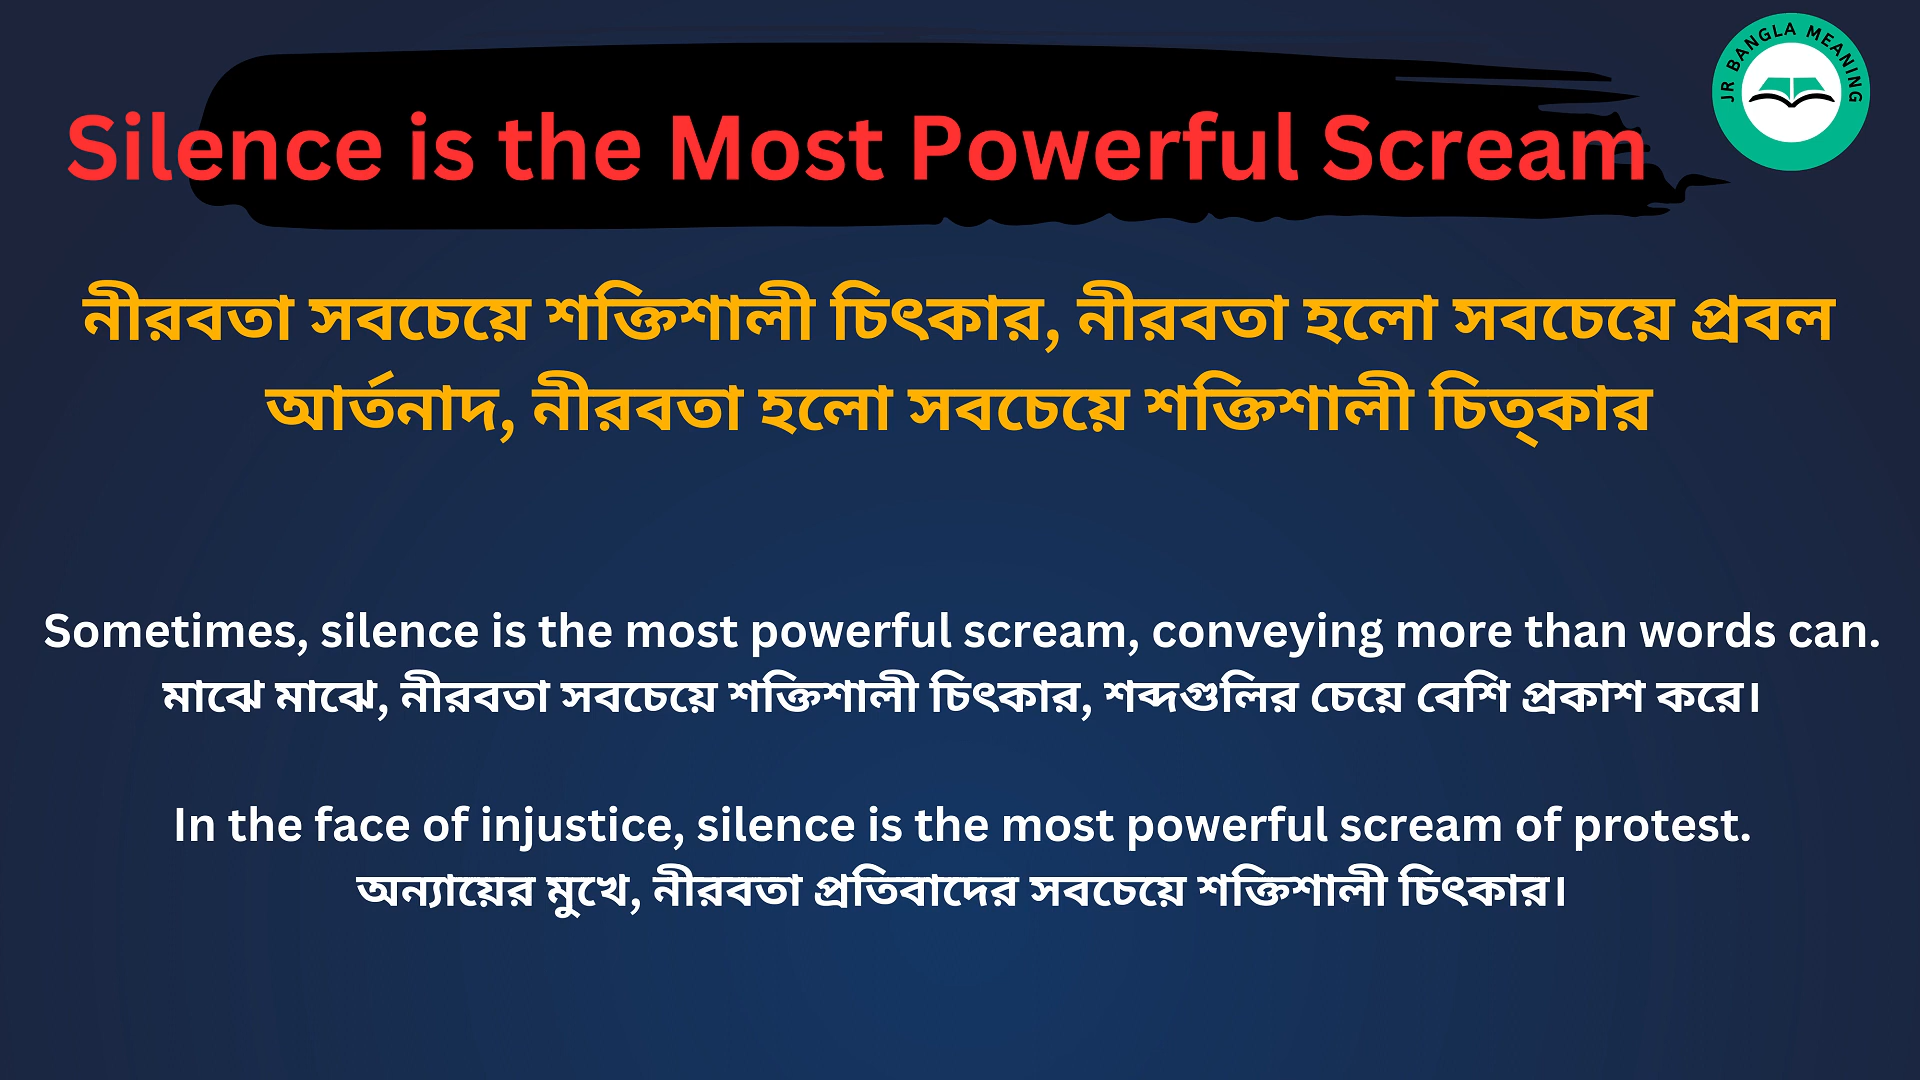 JR BANGLA MEANING
Silence is the Most Powerful Scream
নীরবতা সবচেয়ে শক্তিশালী চিৎকার, নীরবতা হলো সবচেয়ে প্রবল
আর্তনাদ, নীরবতা হলো সবচেয়ে শক্তিশালী চিত্‌কার
Sometimes, silence is the most powerful scream, conveying more than words can.
মাঝে মাঝে, নীরবতা সবচেয়ে শক্তিশালী চিৎকার, শব্দগুলির চেয়ে বেশি প্রকাশ করে।
In the face of injustice, silence is the most powerful scream of protest.
অন্যায়ের মুখে, নীরবতা প্রতিবাদের সবচেয়ে শক্তিশালী চিৎকার।